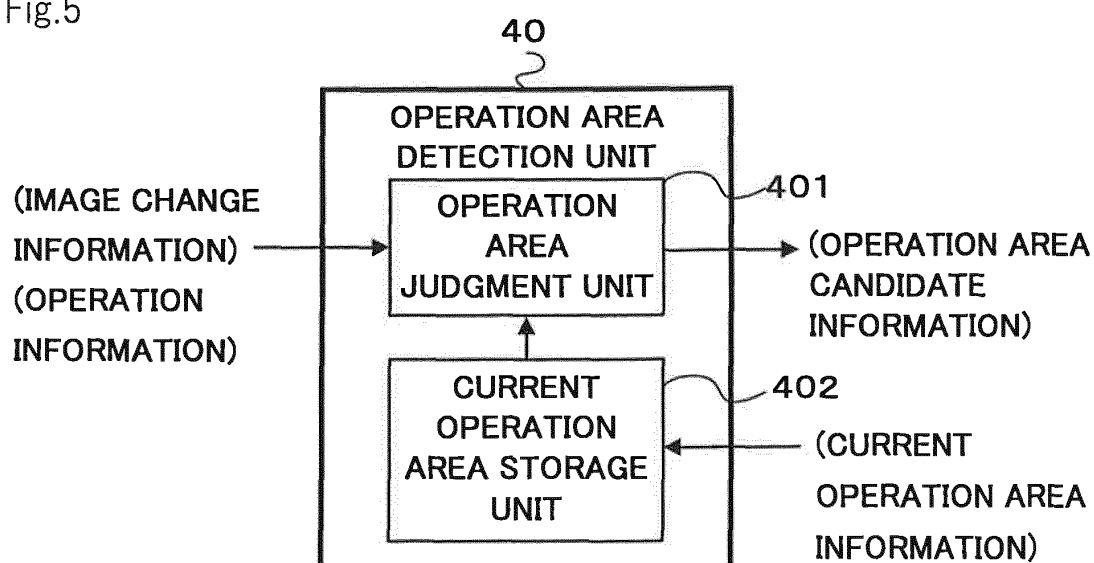 Fig.5
40
OPERATION AREA
DETECTION UNIT
(IMAGE CHANGE
INFORMATION)
(OPERATION
INFORMATION)
OPERATION
AREA
JUDGMENT UNIT
401
(OPERATION AREA
CANDIDATE
INFORMATION)
CURRENT
OPERATION
AREA STORAGE
UNIT
402
(CURRENT
OPERATION AREA
INFORMATION)